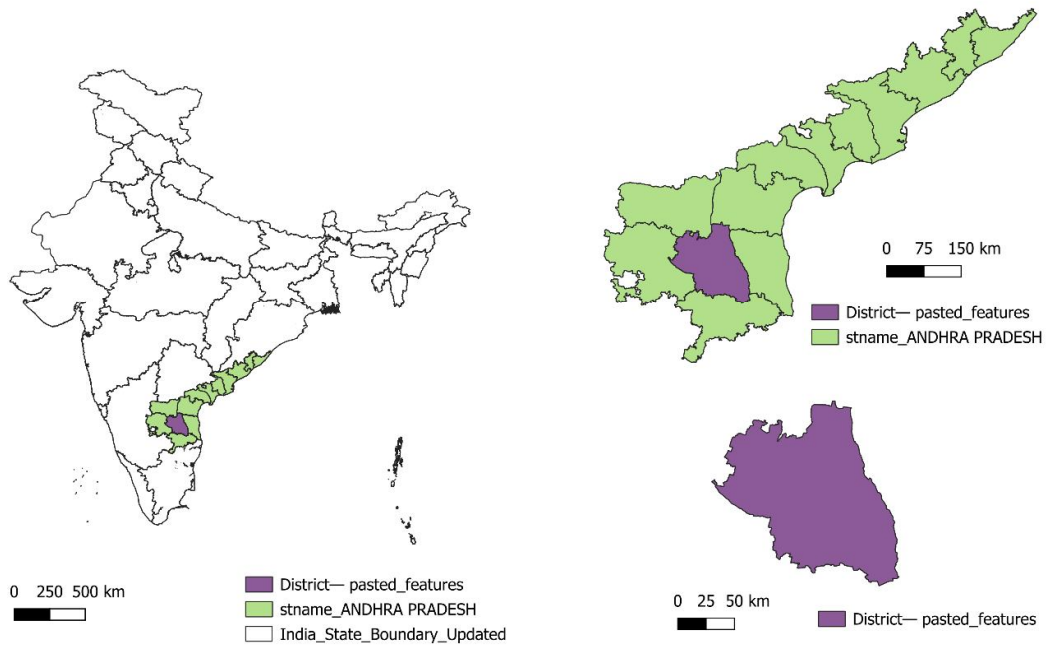 0 75 150 km
District— pasted_features
stname_ANDHRA PRADESH
0 250 500 km
District— pasted_features
stname_ANDHRA PRADESH
India_State_Boundary_Updated
0 25 50 km
District— pasted_features